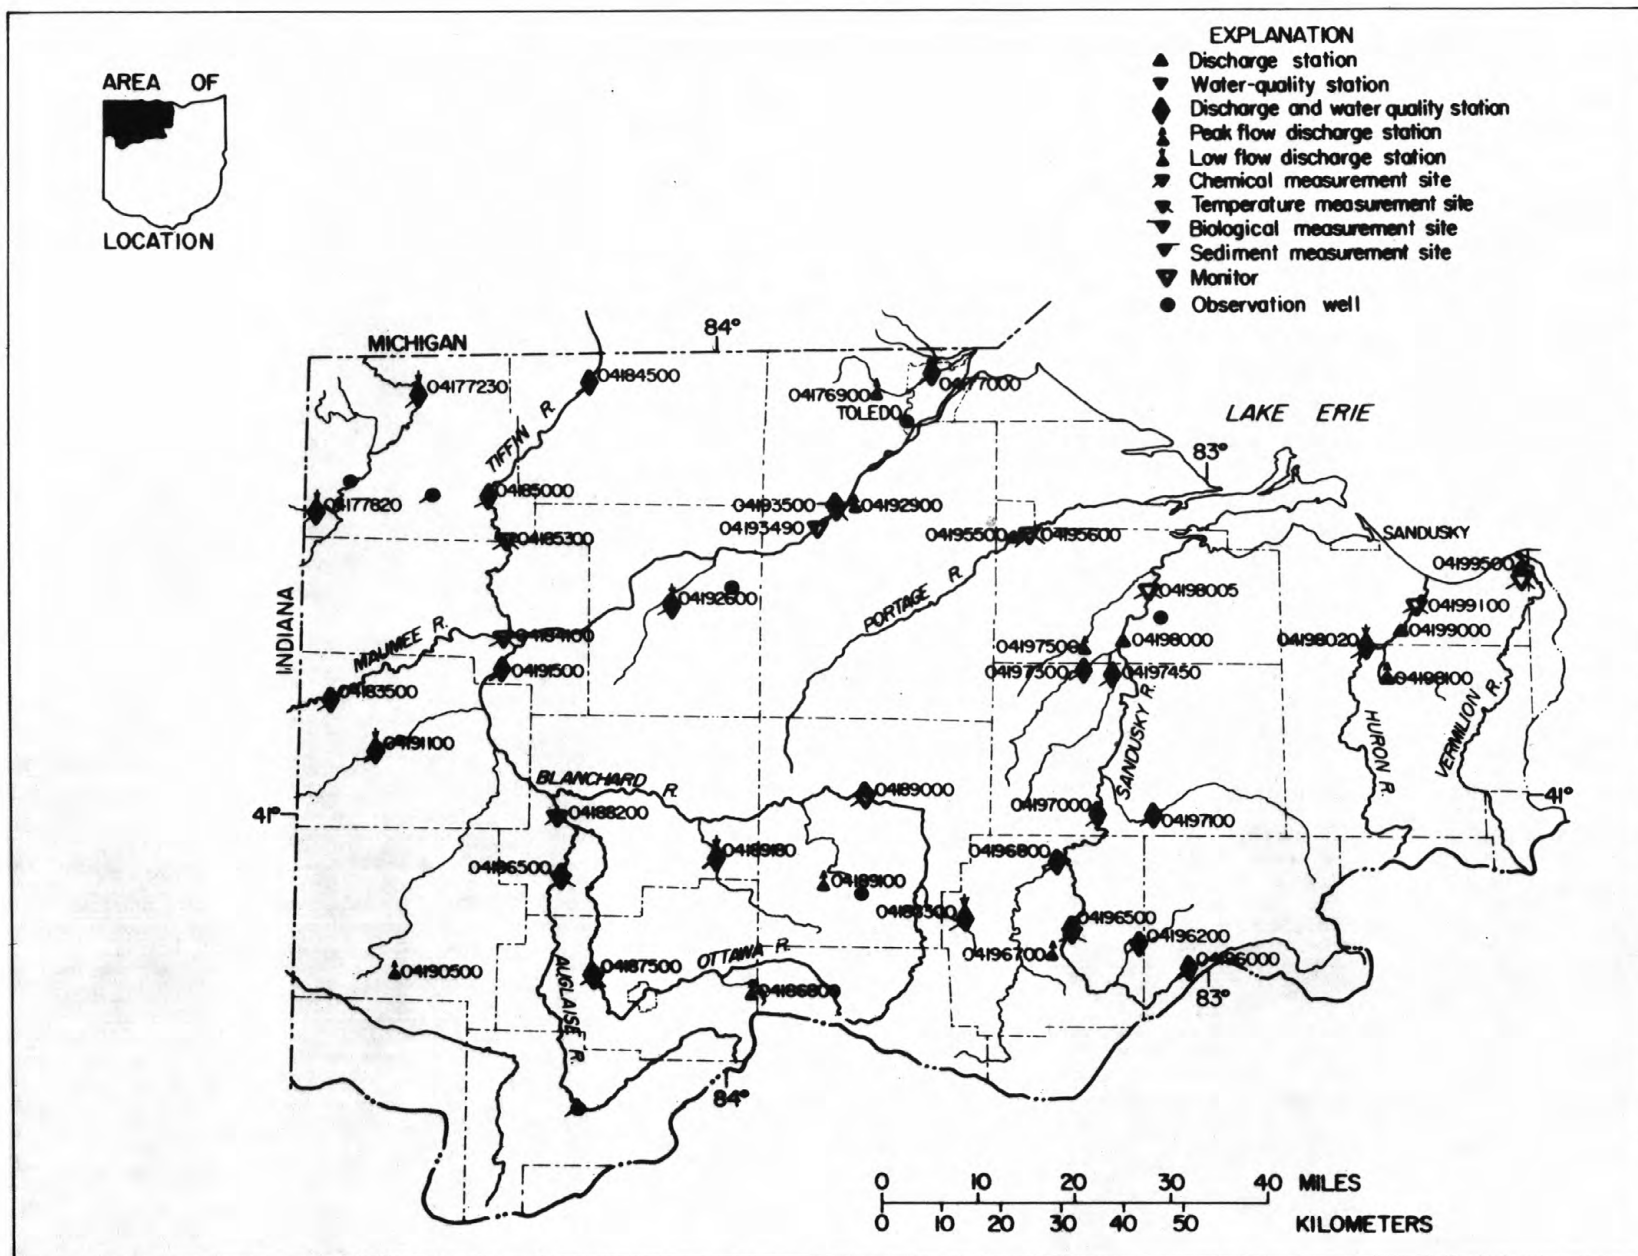 EXPLANATION
Discharge station
Water-quality station
Discharge and water quality station
Peak flow discharge station
Low flow discharge station
Chemical measurement site
Temperature measurement site
Biological measurement site
Sediment measurement site
Monitor
Observation well
AREA OF
LOCATION
84°
MICHIGAN
04177230
04184500
04176900
04177000
TOLEDO
LAKE ERIE
TIFFIN R.
83°
04177820
04185000
04193500
04192900
04193490
04185300
04195500
04195600
SANDUSKY
04199500
INDIANA
04192600
PORTAGE R.
04198005
04199100
MAUMEE R.
04184100
04197500
04198000
04198020
04199000
04191500
04197300
04197450
04198100
04183500
SANDUSKY R.
HURON R.
VERMILION R.
04191100
BLANCHARD R.
04189000
41°
04188200
04197000
04197100
41°
04186500
04189180
04196800
04189100
04183300
04196500
04196200
04190500
04187500
OTTAWA R.
04196700
04196000
AUGLAISE R.
04186800
83°
84°
0 10 20 30 40 MILES
0 10 20 30 40 50 KILOMETERS